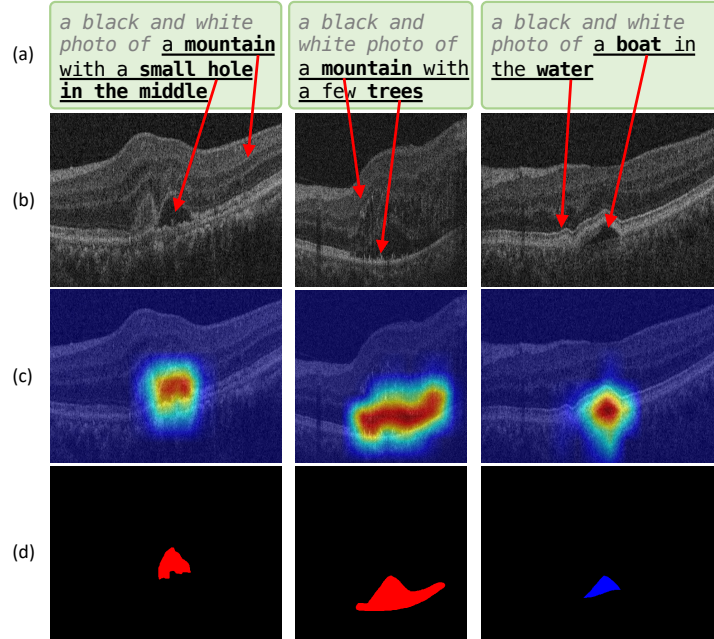 (a)
a black and white
photo of a mountain
with a small hole
in the middle
a black and
white photo of
a mountain with
a few trees
a black and white
photo of a boat in
the water
(b)
(c)
(d)